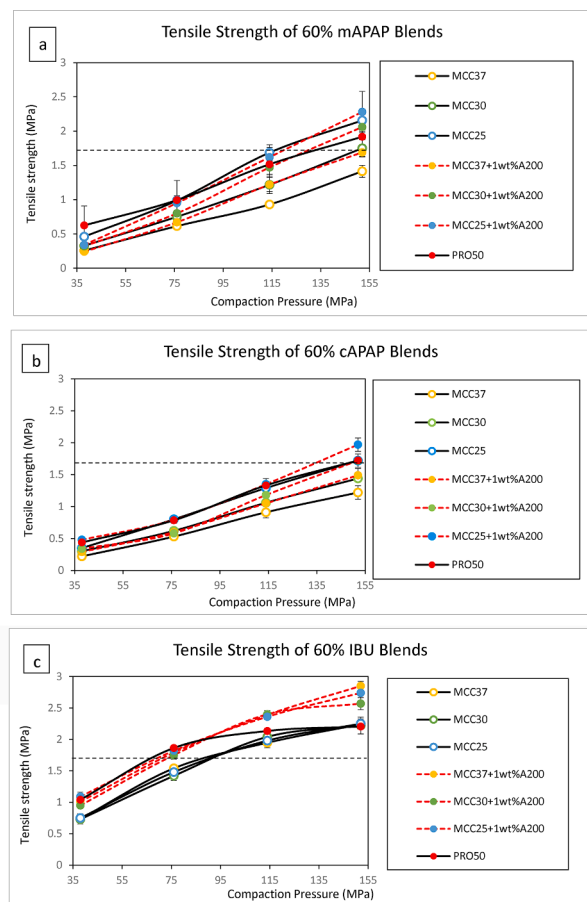 a
Tensile Strength of 60% mAPAP Blends
3
2.5
2
1.5
1
0.5
0
Tensile strength (MPa)
35 55 75 95 115 135 155
Compaction Pressure (MPa)
MCC37
MCC30
MCC25
MCC37+1wt%A200
MCC30+1wt%A200
MCC25+1wt%A200
PRO50
b
Tensile Strength of 60% cAPAP Blends
3
2.5
2
1.5
1
0.5
0
Tensile strength (MPa)
35 55 75 95 115 135 155
Compaction Pressure (MPa)
MCC37
MCC30
MCC25
MCC37+1wt%A200
MCC30+1wt%A200
MCC25+1wt%A200
PRO50
c
Tensile Strength of 60% IBU Blends
3
2.5
2
1.5
1
0.5
0
Tensile strength (MPa)
35 55 75 95 115 135 155
Compaction Pressure (MPa)
MCC37
MCC30
MCC25
MCC37+1wt%A200
MCC30+1wt%A200
MCC25+1wt%A200
PRO50